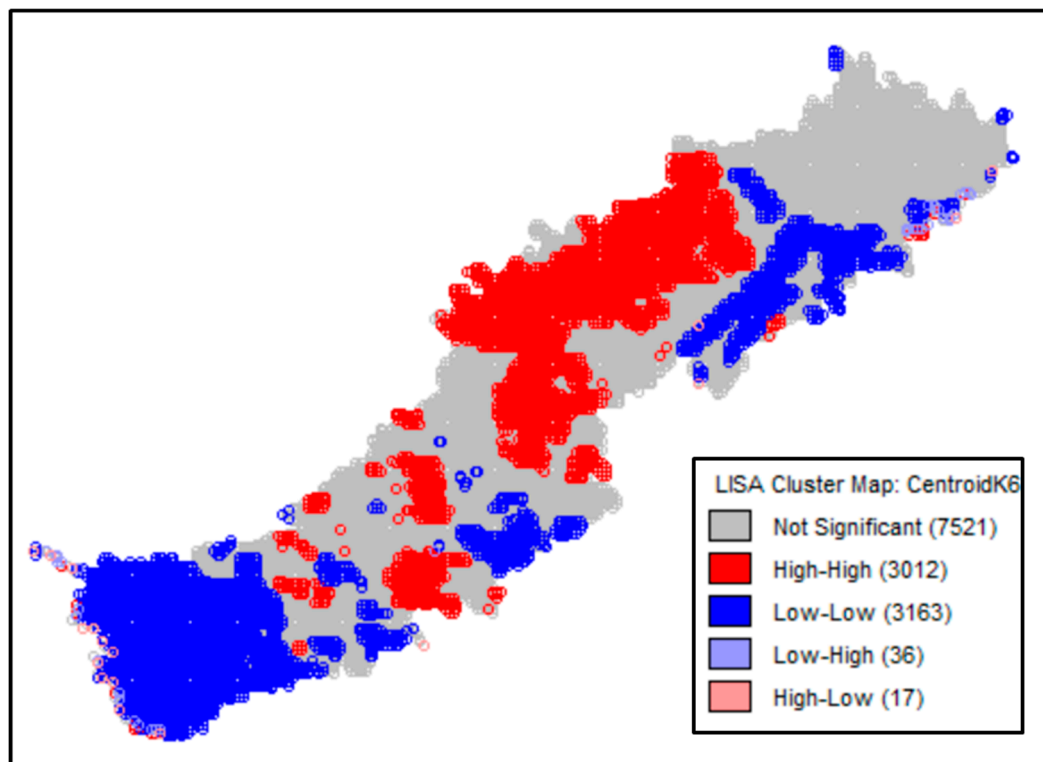 LISA Cluster Map: CentroidK6
Not Significant (7521)
High-High (3012)
Low-Low (3163)
Low-High (36)
High-Low (17)